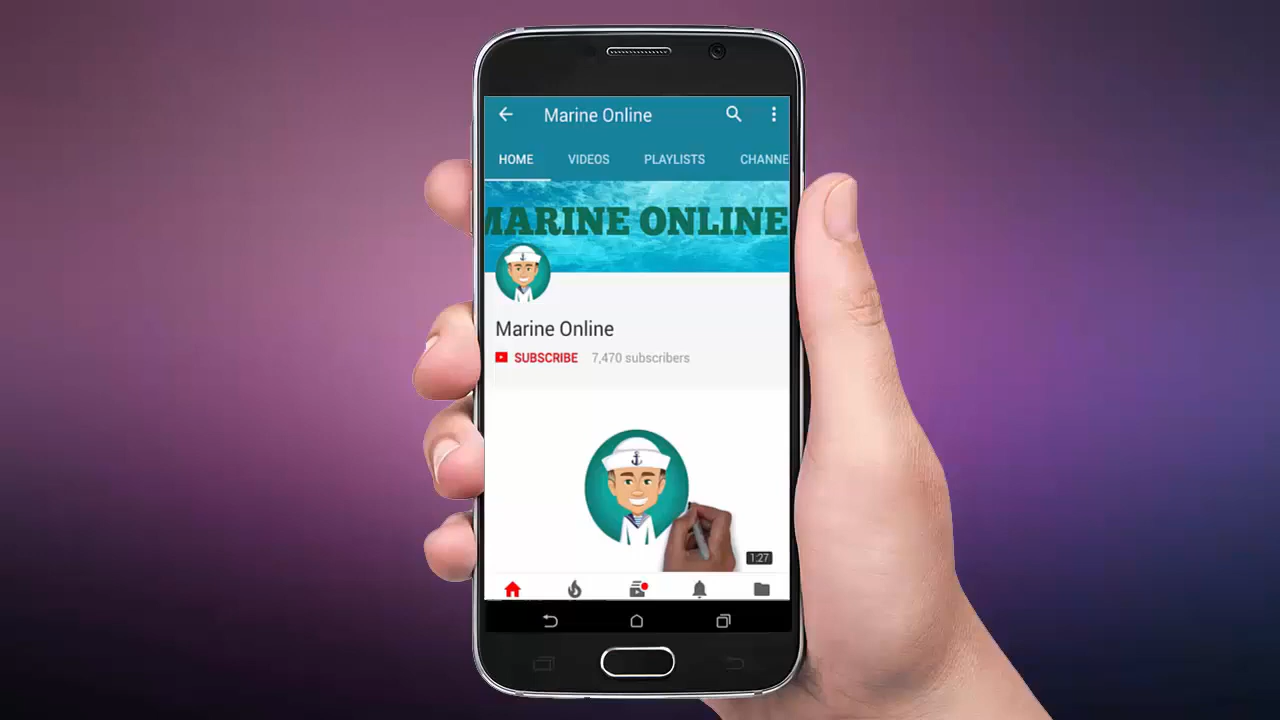 Marine Online
HOME VIDEOS PLAYLISTS CHANNE
MARINE ONLINE
Marine Online
SUBSCRIBE 7,470 subscribers
1:27